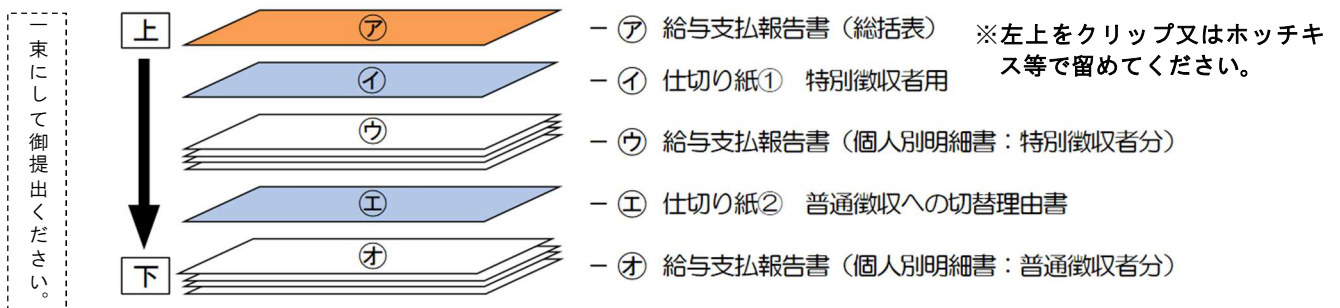 一束にして御提出ください。
上
下
㋐
㋑
㋒
㋓
㋔
－ ㋐ 給与支払報告書（総括表）
－ ㋑ 仕切り紙① 特別徴収者用
－ ㋒ 給与支払報告書（個人別明細書：特別徴収者分）
－ ㋓ 仕切り紙② 普通徴収への切替理由書
－ ㋔ 給与支払報告書（個人別明細書：普通徴収者分）
※左上をクリップ又はホッチキ
ス等で留めてください。